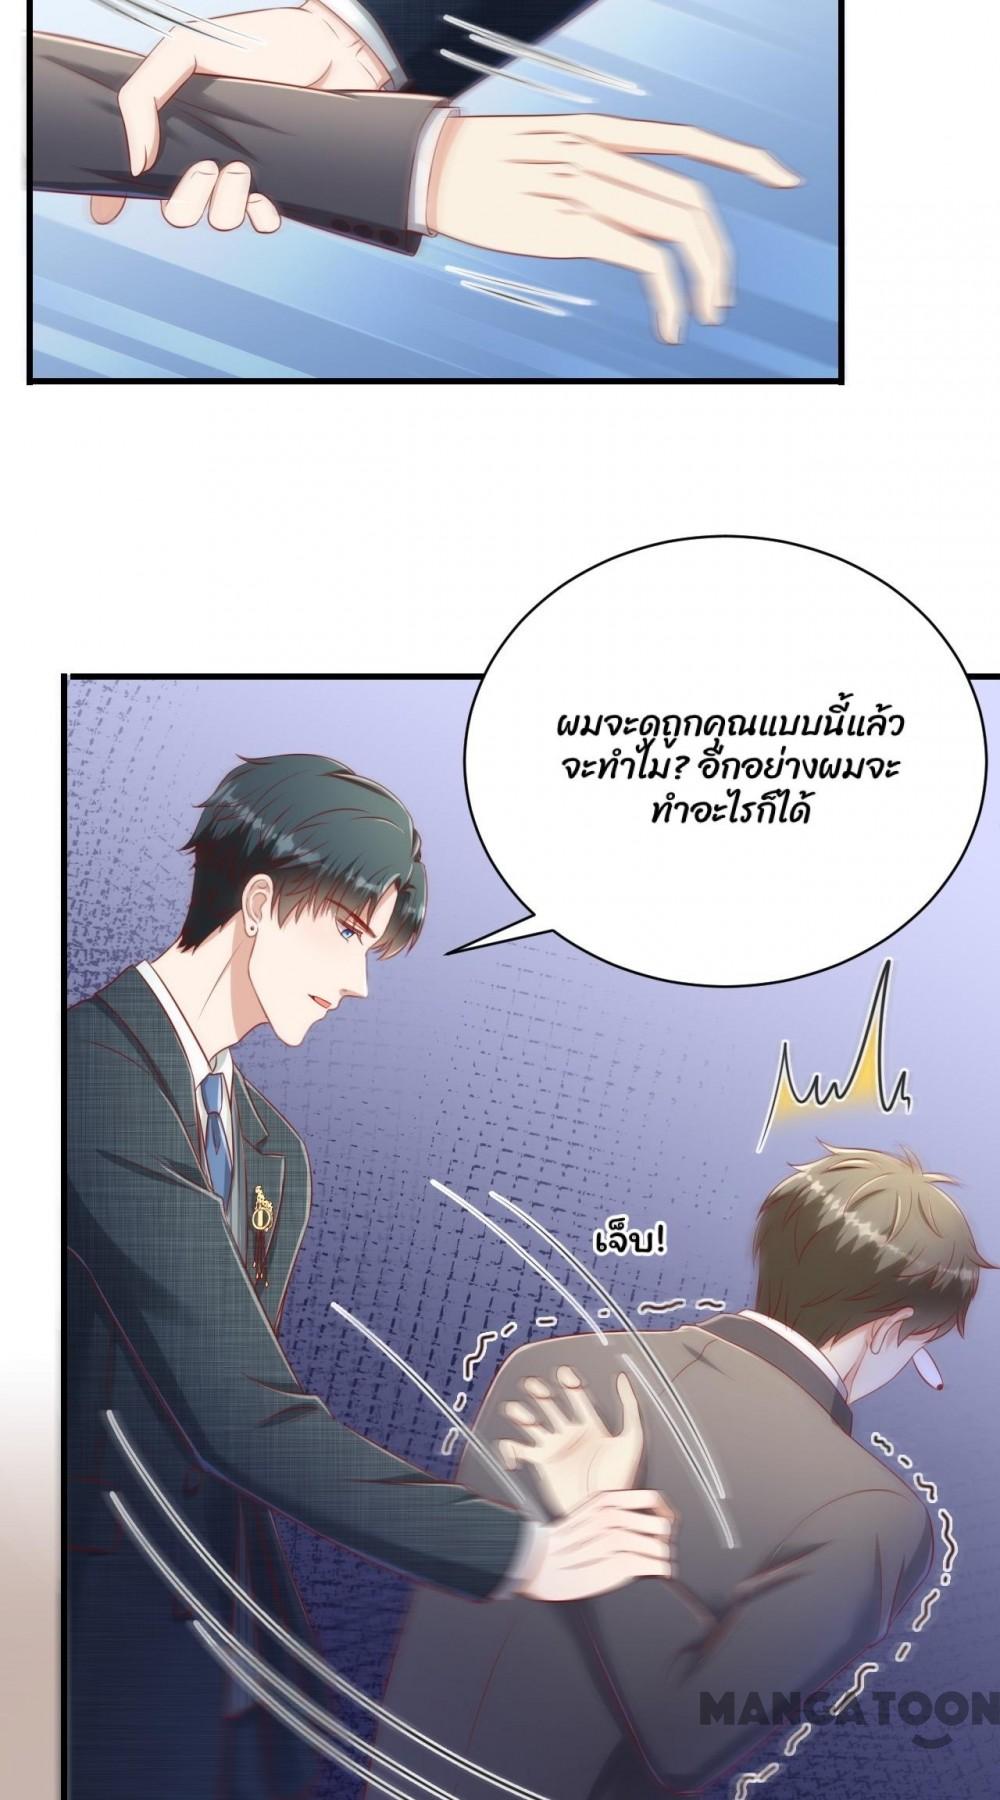 ผมจะดูถูกคุณแบบนี้แล้ว
จะทำไม? อีกอย่างผมจะ
ทำอะไรก็ได้
เจ็บ!
MANGATOON